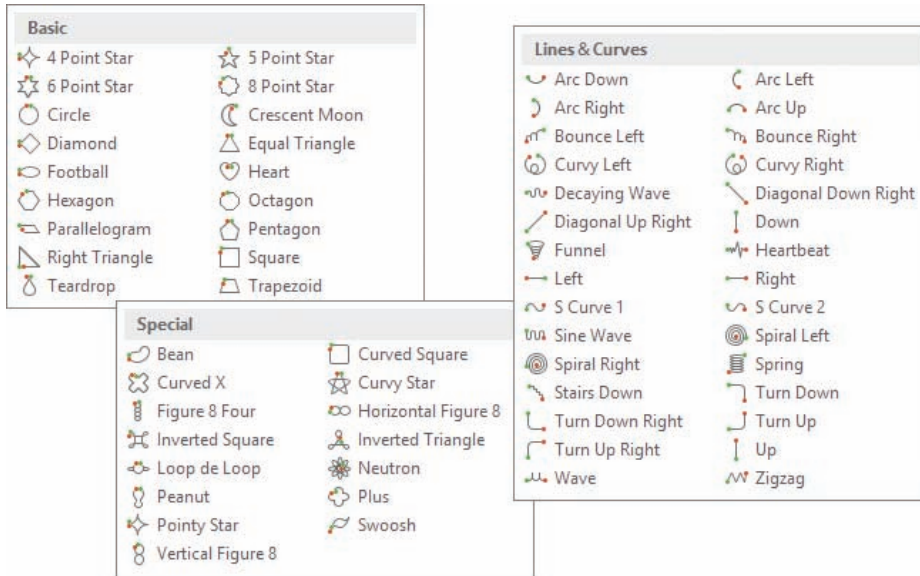 Basic
4 Point Star 5 Point Star
6 Point Star 8 Point Star
Circle Crescent Moon
Diamond Equal Triangle
Football Heart
Hexagon Octagon
Parallelogram Pentagon
Right Triangle Square
Teardrop Trapezoid
Special
Bean Curved Square
Curved X Curvy Star
Figure 8 Four Horizontal Figure 8
Inverted Square Inverted Triangle
Loop de Loop Neutron
Peanut Plus
Pointy Star Swoosh
Vertical Figure 8
Lines & Curves
Arc Down Arc Left
Arc Right Arc Up
Bounce Left Bounce Right
Curvy Left Curvy Right
Decaying Wave Diagonal Down Right
Diagonal Up Right Down
Funnel Heartbeat
Left Right
S Curve 1 S Curve 2
Sine Wave Spiral Left
Spiral Right Spring
Stairs Down Turn Down
Turn Down Right Turn Up
Turn Up Right Up
Wave Zigzag